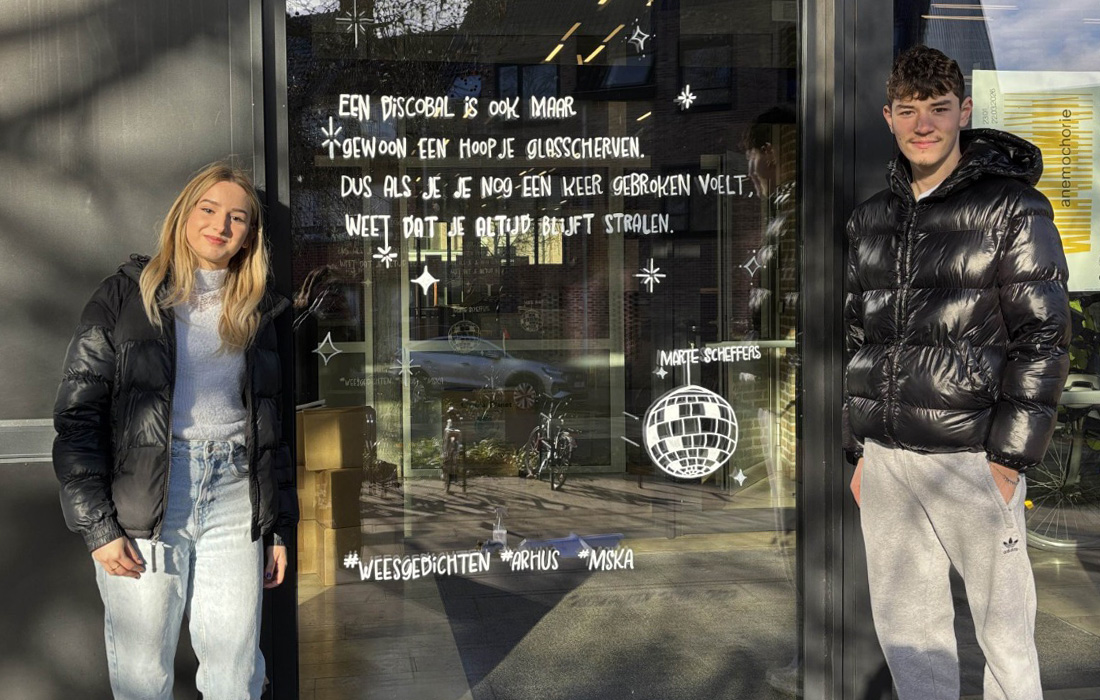 EEN DISCOBAL IS OOK MAAR
GEWOON EEN HOOPJE GLASSCHERVEN.
DUS ALS JE JE NOG EEN KEER GEBROKEN VOELT,
WEET DAT JE ALTIJD BLIJFT STRALEN.
MARTE SCHEFFERS
#WEESGEDICHTEN #ARHUS #MSKA
anemochorie
adidas